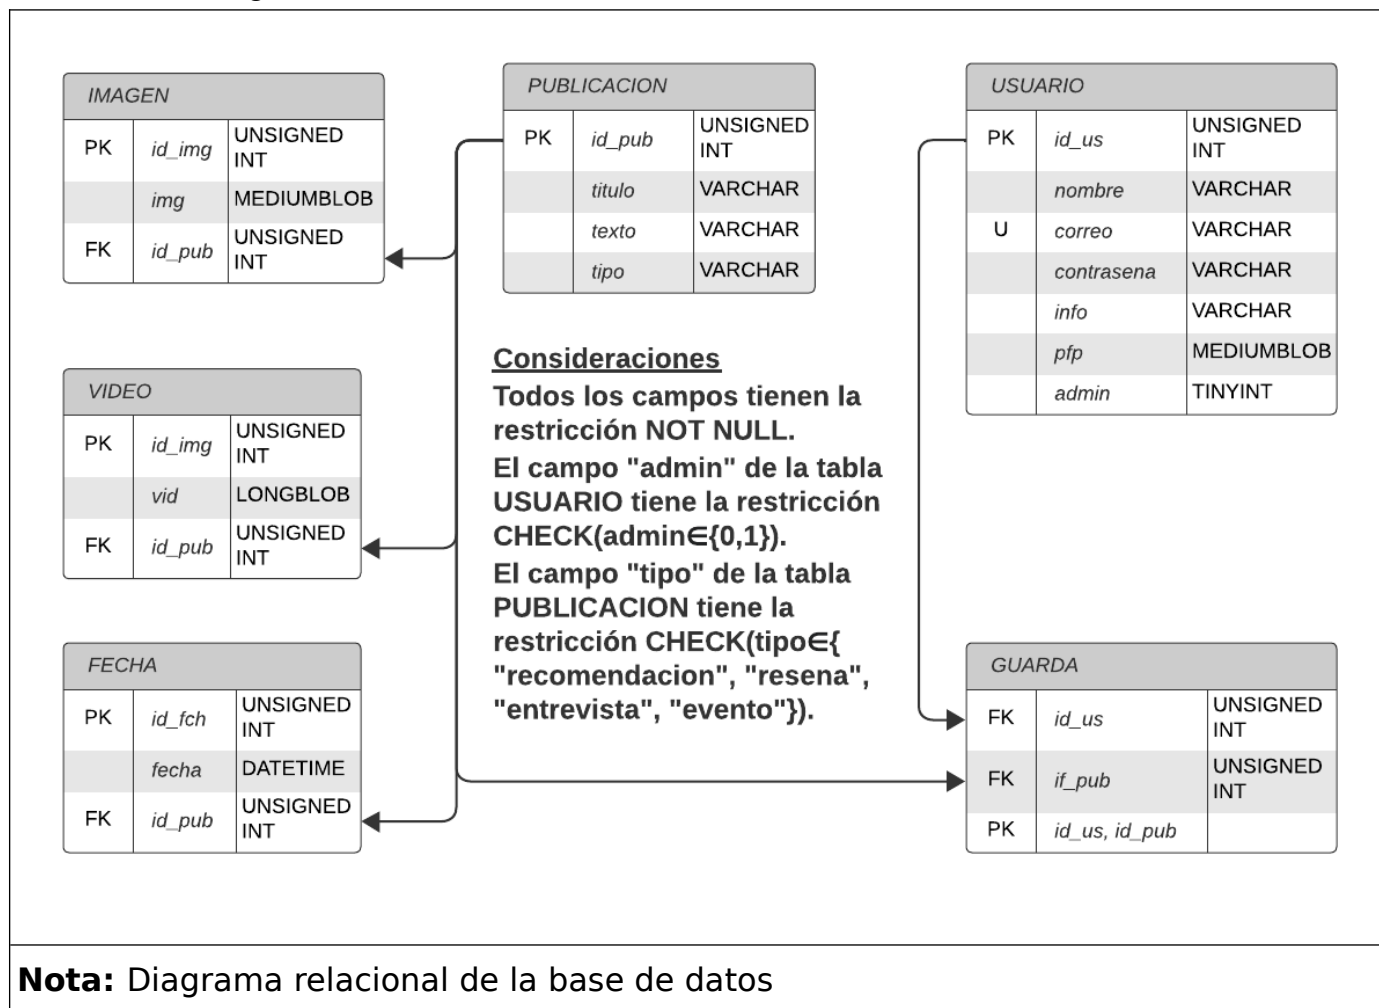 IMAGEN
PK id_img UNSIGNED INT
img MEDIUMBLOB
FK id_pub UNSIGNED INT
PUBLICACION
PK id_pub UNSIGNED INT
titulo VARCHAR
texto VARCHAR
tipo VARCHAR
USUARIO
PK id_us UNSIGNED INT
nombre VARCHAR
U correo VARCHAR
contrasena VARCHAR
info VARCHAR
pfp MEDIUMBLOB
admin TINYINT
VIDEO
PK id_img UNSIGNED INT
vid LONGBLOB
FK id_pub UNSIGNED INT
Consideraciones
Todos los campos tienen la
restricción NOT NULL.
El campo "admin" de la tabla
USUARIO tiene la restricción
CHECK(admin∈{0,1}).
El campo "tipo" de la tabla
PUBLICACION tiene la
restricción CHECK(tipo∈{
"recomendacion", "resena",
"entrevista", "evento"}).
FECHA
PK id_fch UNSIGNED INT
fecha DATETIME
FK id_pub UNSIGNED INT
GUARDA
FK id_us UNSIGNED INT
FK if_pub UNSIGNED INT
PK id_us, id_pub
Nota: Diagrama relacional de la base de datos